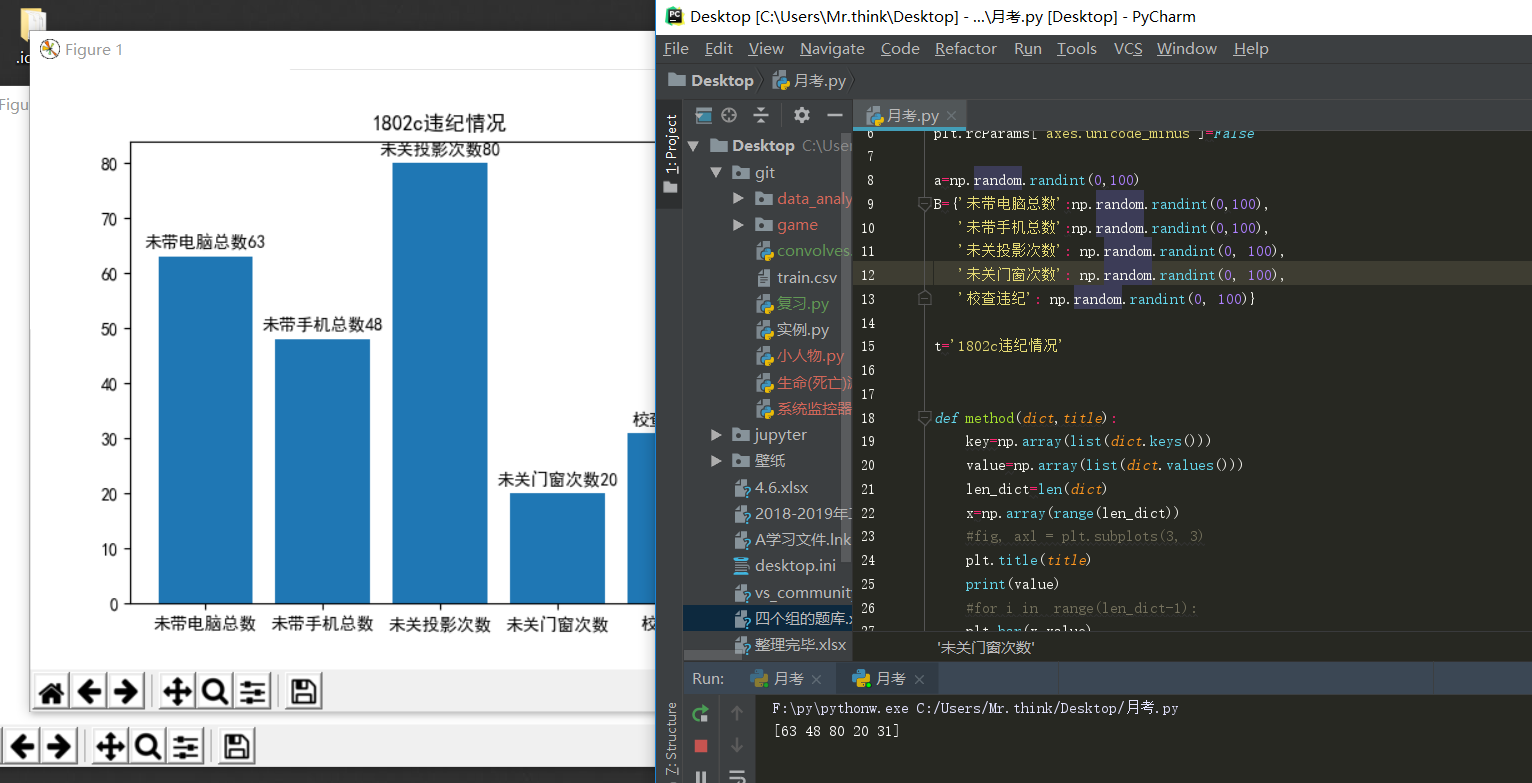 .ic
Figu
Figure 1
1802c违纪情况
未关投影次数80
未带电脑总数63
未带手机总数48
未关门窗次数20
校查
80
70
60
50
40
30
20
10
0
未带电脑总数 未带手机总数 未关投影次数 未关门窗次数 校
Desktop [C:\Users\Mr.think\Desktop] - ...\月考.py [Desktop] - PyCharm
File Edit View Navigate Code Refactor Run Tools VCS Window Help
Desktop 月考.py
1: Project
月考.py
Desktop C:\User
git
data_analy
game
convolves.
train.csv
复习.py
实例.py
小人物.py
生命(死亡)
系统监控器
jupyter
壁纸
4.6.xlsx
2018-2019年
A学习文件.lnk
desktop.ini
vs_communit
四个组的题库.x
整理完毕.xlsx
6 plt.rcParams['axes.unicode_minus']=False
7
8 a=np.random.randint(0,100)
9 B={'未带电脑总数':np.random.randint(0,100),
10 '未带手机总数':np.random.randint(0,100),
11 '未关投影次数': np.random.randint(0, 100),
12 '未关门窗次数': np.random.randint(0, 100),
13 '校查违纪': np.random.randint(0, 100)}
14
15 t='1802c违纪情况'
16
17
18 def method(dict,title):
19 key=np.array(list(dict.keys()))
20 value=np.array(list(dict.values()))
21 len_dict=len(dict)
22 x=np.array(range(len_dict))
23 #fig, ax1 = plt.subplots(3, 3)
24 plt.title(title)
25 print(value)
26 #for i in range(len_dict-1):
27 plt.bar(x,value)
'未关门窗次数'
Run: 月考 月考
Z: Structure
F:\py\pythonw.exe C:/Users/Mr.think/Desktop/月考.py
[63 48 80 20 31]